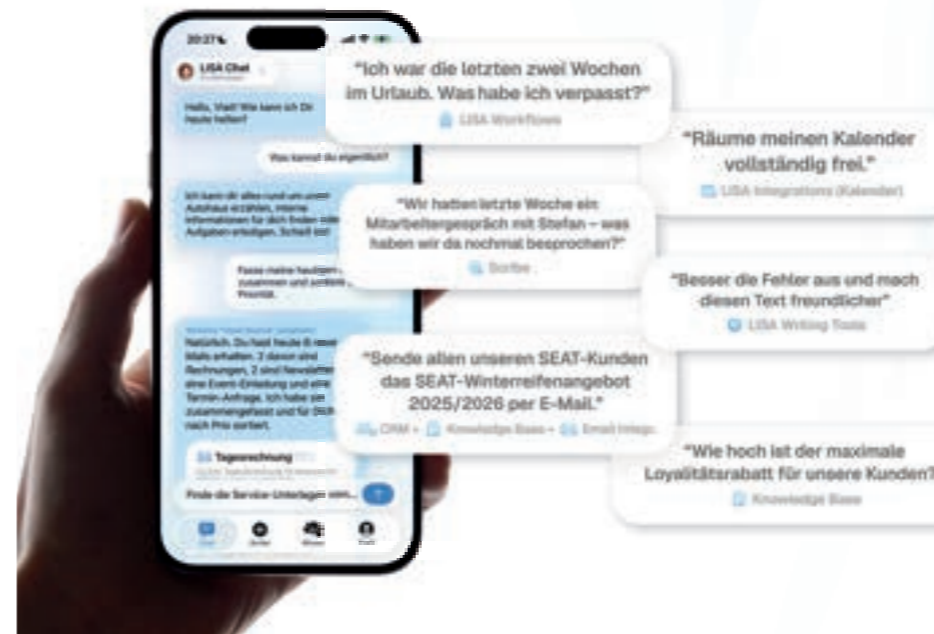 20:27
LISA Chat
Hallo, Viet! Wie kann ich Dir
heute helfen?
Was kannst du eigentlich?
Ich kann dir alles rund um unser
Autohaus erzählen, interne
Informationen für dich finden oder
Aufgaben erledigen.
Fasse meine heutigen
zusammen und sortiere
Priorität.
Natürlich. Du hast heute 6 neue
Mails erhalten. 2 davon sind
Rechnungen, 2 sind Newsletter
eine Event-Einladung und eine
Termin-Anfrage. Ich habe sie
zusammengefasst und für Dich
nach Prio sortiert.
Tagesrechnung
Finde die Service-Unterlagen vom...
"Ich war die letzten zwei Wochen
im Urlaub. Was habe ich verpasst?"
LISA Workflows
"Räume meinen Kalender
vollständig frei."
LISA Integrations (Kalender)
"Wir hatten letzte Woche ein
Mitarbeitergespräch mit Stefan – was
haben wir da nochmal besprochen?"
Scribe
"Besser die Fehler aus und mach
diesen Text freundlicher"
LISA Writing Tools
"Sende allen unseren SEAT-Kunden
das SEAT-Winterreifenangebot
2025/2026 per E-Mail."
CRM + Knowledge Base + Email Integr.
"Wie hoch ist der maximale
Loyalitätsrabatt für unsere Kunden?
Knowledge Base